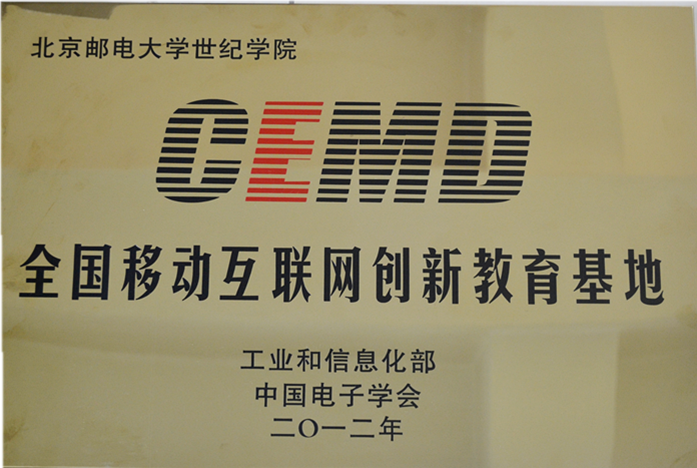 北京邮电大学世纪学院
CEMD
全国移动互联网创新教育基地
工业和信息化部
中国电子学会
二〇一二年